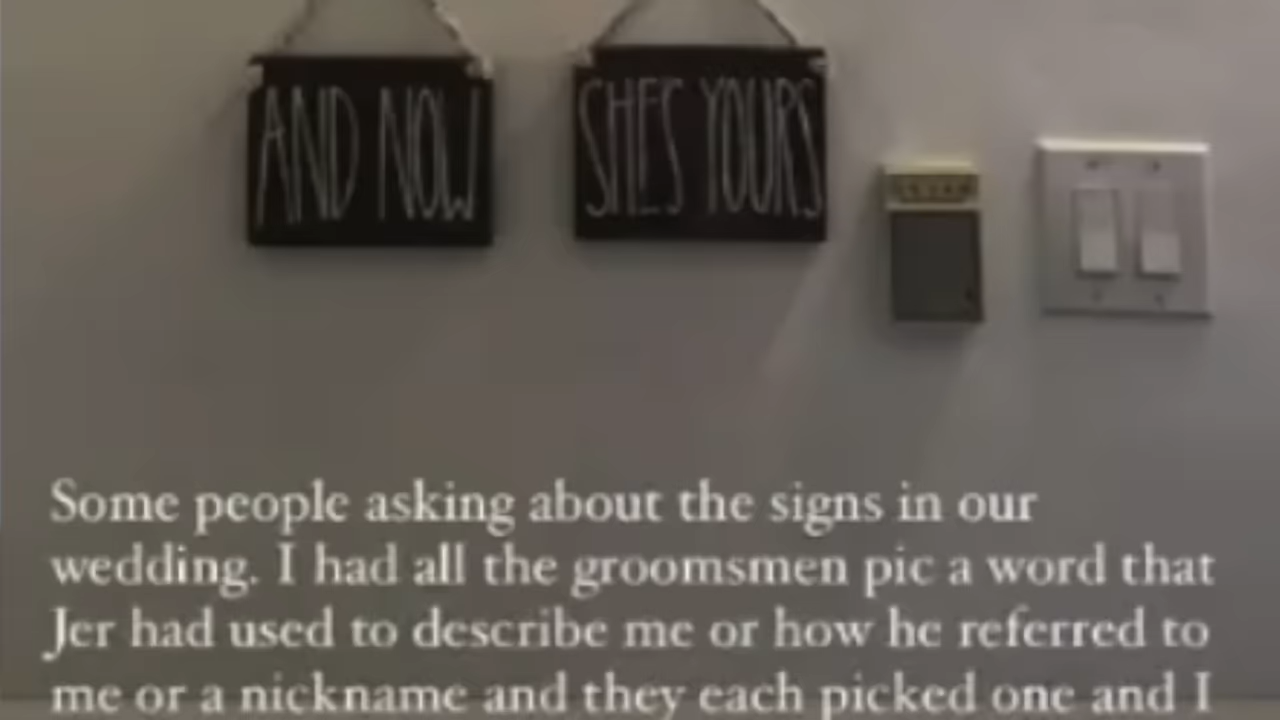 AND NOW
SHE'S YOURS
Some people asking about the signs in our
wedding. I had all the groomsmen pic a word that
Jer had used to describe me or how he referred to
me or a nickname and they each picked one and I